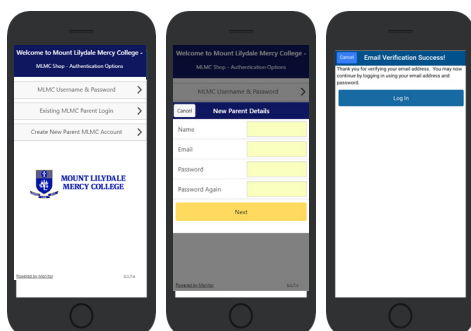 Welcome to Mount Lilydale Mercy College -
MLMC Shop - Authentication Options
MLMC Username & Password
Existing MLMC Parent Login
Create New Parent MLMC Account
MOUNT LILYDALE
MERCY COLLEGE
Powered by Monitor
Welcome to Mount Lilydale Mercy College -
MLMC Shop - Authentication Options
MLMC Username & Password
Cancel
New Parent Details
Name
Email
Password
Password Again
Next
Powered by Monitor
Cancel
Email Verification Success!
Thank you for verifying your email address. You may now
continue by logging in using your email address and
password.
Log In